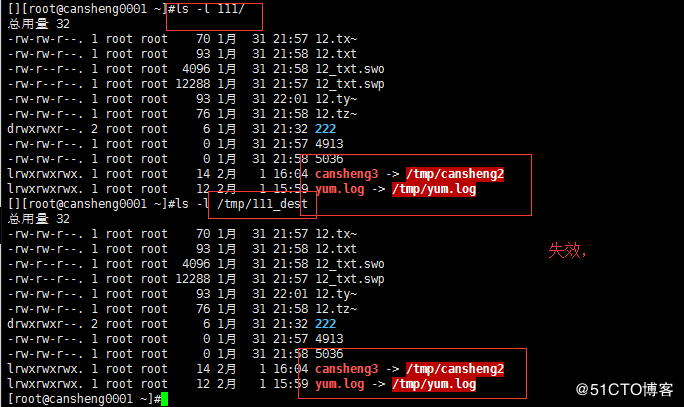 [][root@cansheng0001 ~]#ls -l 111/
总用量 32
-rw-rw-r--. 1 root root    70 1月  31 21:57 12.tx~
-rw-rw-r--. 1 root root    93 1月  31 21:58 12.txt
-rw-r--r--. 1 root root  4096 1月  31 21:58 12_txt.swo
-rw-r--r--. 1 root root 12288 1月  31 21:57 12_txt.swp
-rw-rw-r--. 1 root root    93 1月  31 22:01 12.ty~
-rw-rw-r--. 1 root root    76 1月  31 21:58 12.tz~
drwxrwxr--. 2 root root     6 1月  31 21:32 222
-rw-rw-r--. 1 root root     0 1月  31 21:57 4913
-rw-rw-r--. 1 root root     0 1月  31 21:58 5036
lrwxrwxrwx. 1 root root    14 2月   1 16:04 cansheng3 -> /tmp/cansheng2
lrwxrwxrwx. 1 root root    12 2月   1 15:59 yum.log -> /tmp/yum.log
[][root@cansheng0001 ~]#ls -l /tmp/111_dest
总用量 32
-rw-rw-r--. 1 root root    70 1月  31 21:57 12.tx~
-rw-rw-r--. 1 root root    93 1月  31 21:58 12.txt
-rw-r--r--. 1 root root  4096 1月  31 21:58 12_txt.swo
-rw-r--r--. 1 root root 12288 1月  31 21:57 12_txt.swp
-rw-rw-r--. 1 root root    93 1月  31 22:01 12.ty~
-rw-rw-r--. 1 root root    76 1月  31 21:58 12.tz~
drwxrwxr--. 2 root root     6 1月  31 21:32 222
-rw-rw-r--. 1 root root     0 1月  31 21:57 4913
-rw-rw-r--. 1 root root     0 1月  31 21:58 5036
lrwxrwxrwx. 1 root root    14 2月   1 16:04 cansheng3 -> /tmp/cansheng2
lrwxrwxrwx. 1 root root    12 2月   1 15:59 yum.log -> /tmp/yum.log
[][root@cansheng0001 ~]#
失效，
@51CTO博客